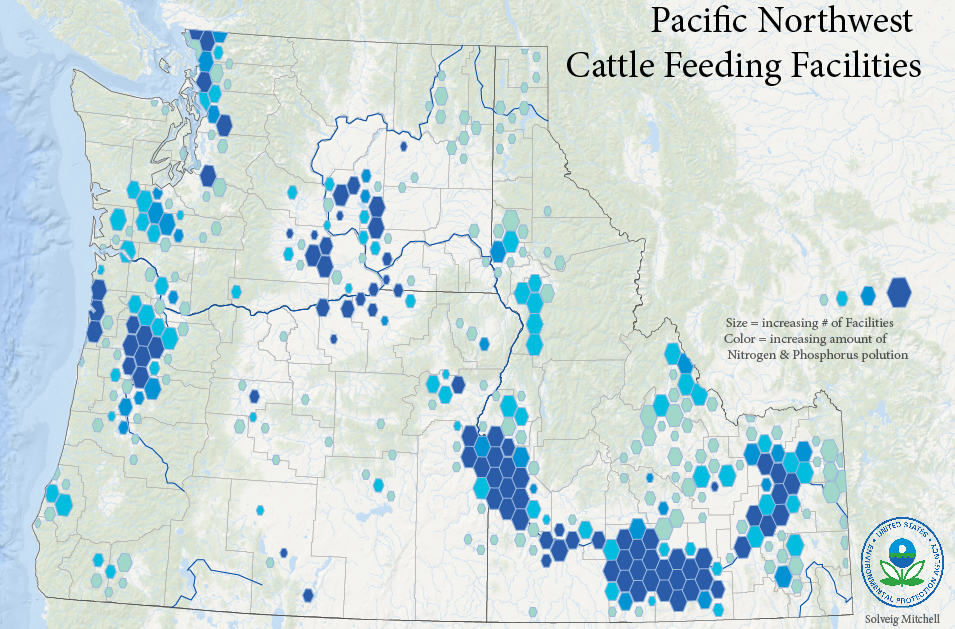 Pacific Northwest
Cattle Feeding Facilities
Size = increasing # of Facilities
Color = increasing amount of
Nitrogen & Phosphorus polution
UNITED STATES
ENVIRONMENTAL PROTECTION AGENCY
Solveig Mitchell